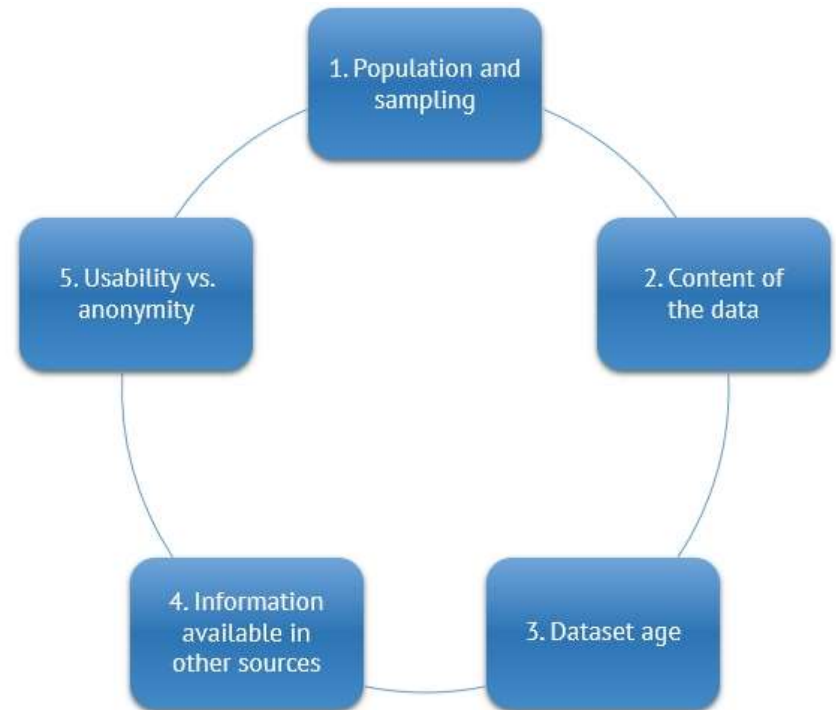 1. Population and
sampling
2. Content of
the data
3. Dataset age
4. Information
available in
other sources
5. Usability vs.
anonymity